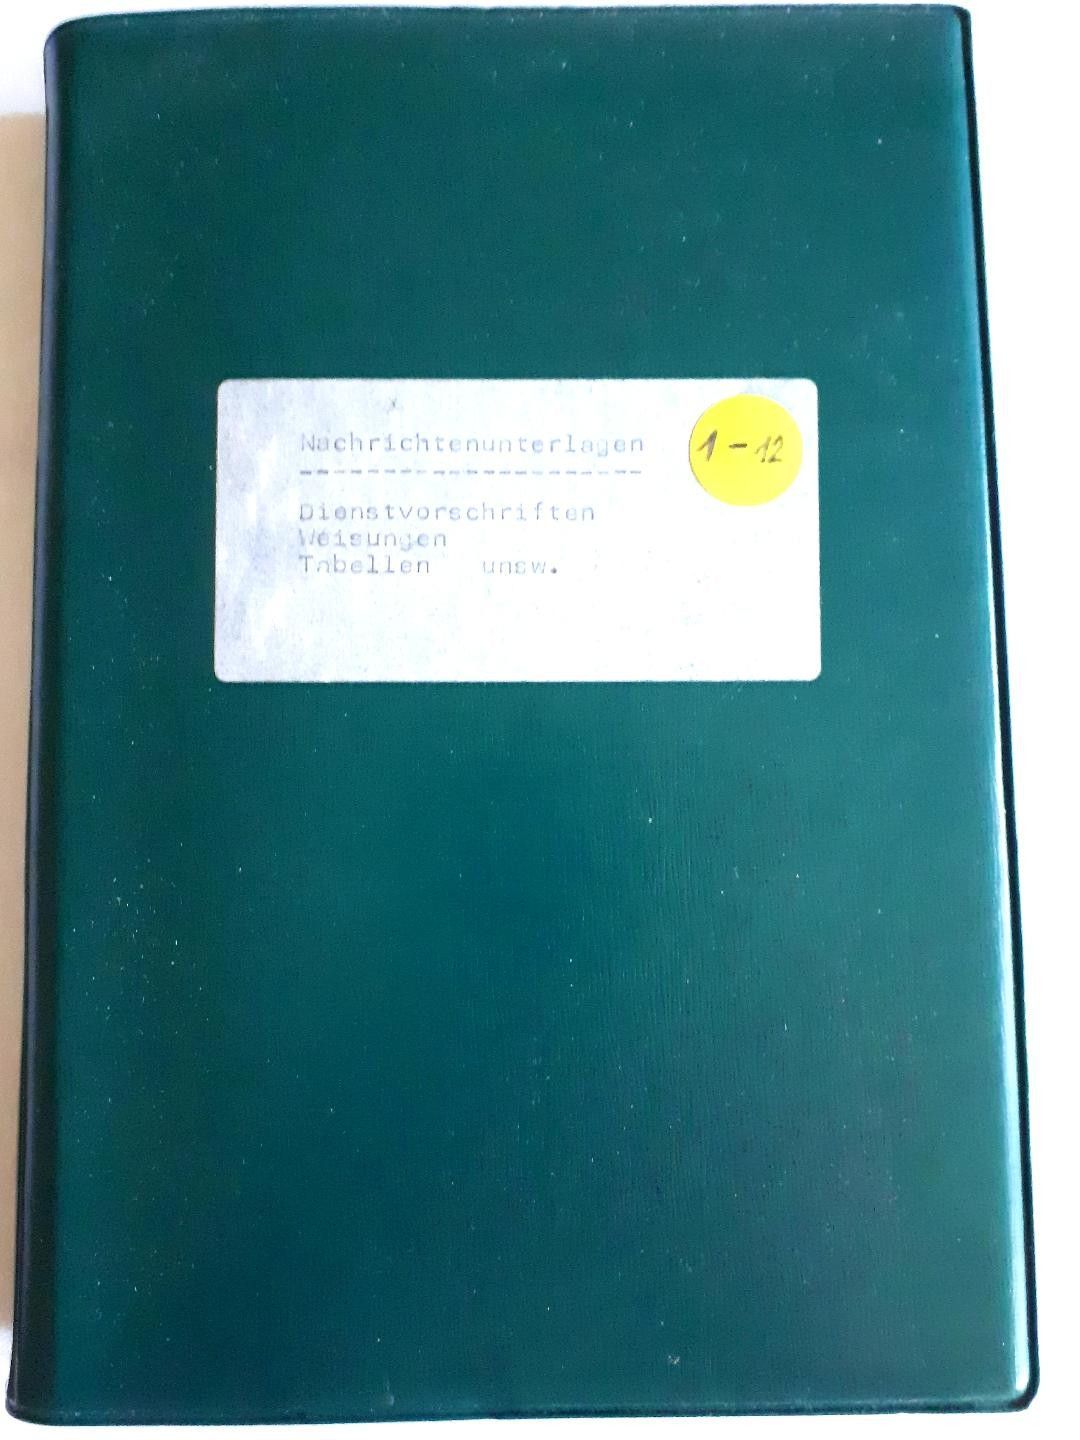 Nachrichtenunterlagen
1-12
Dienstvorschriften
Weisungen
Tabellen unsw.